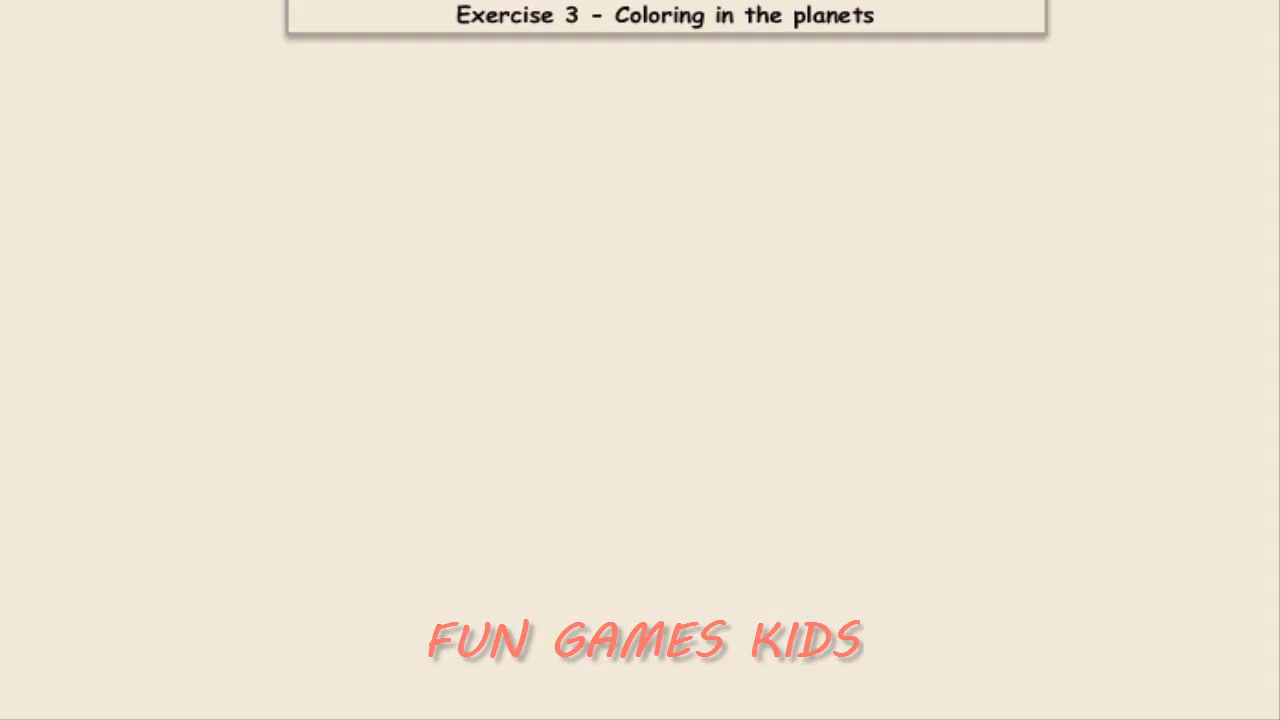 Exercise 3 - Coloring in the planets
FUN GAMES KIDS